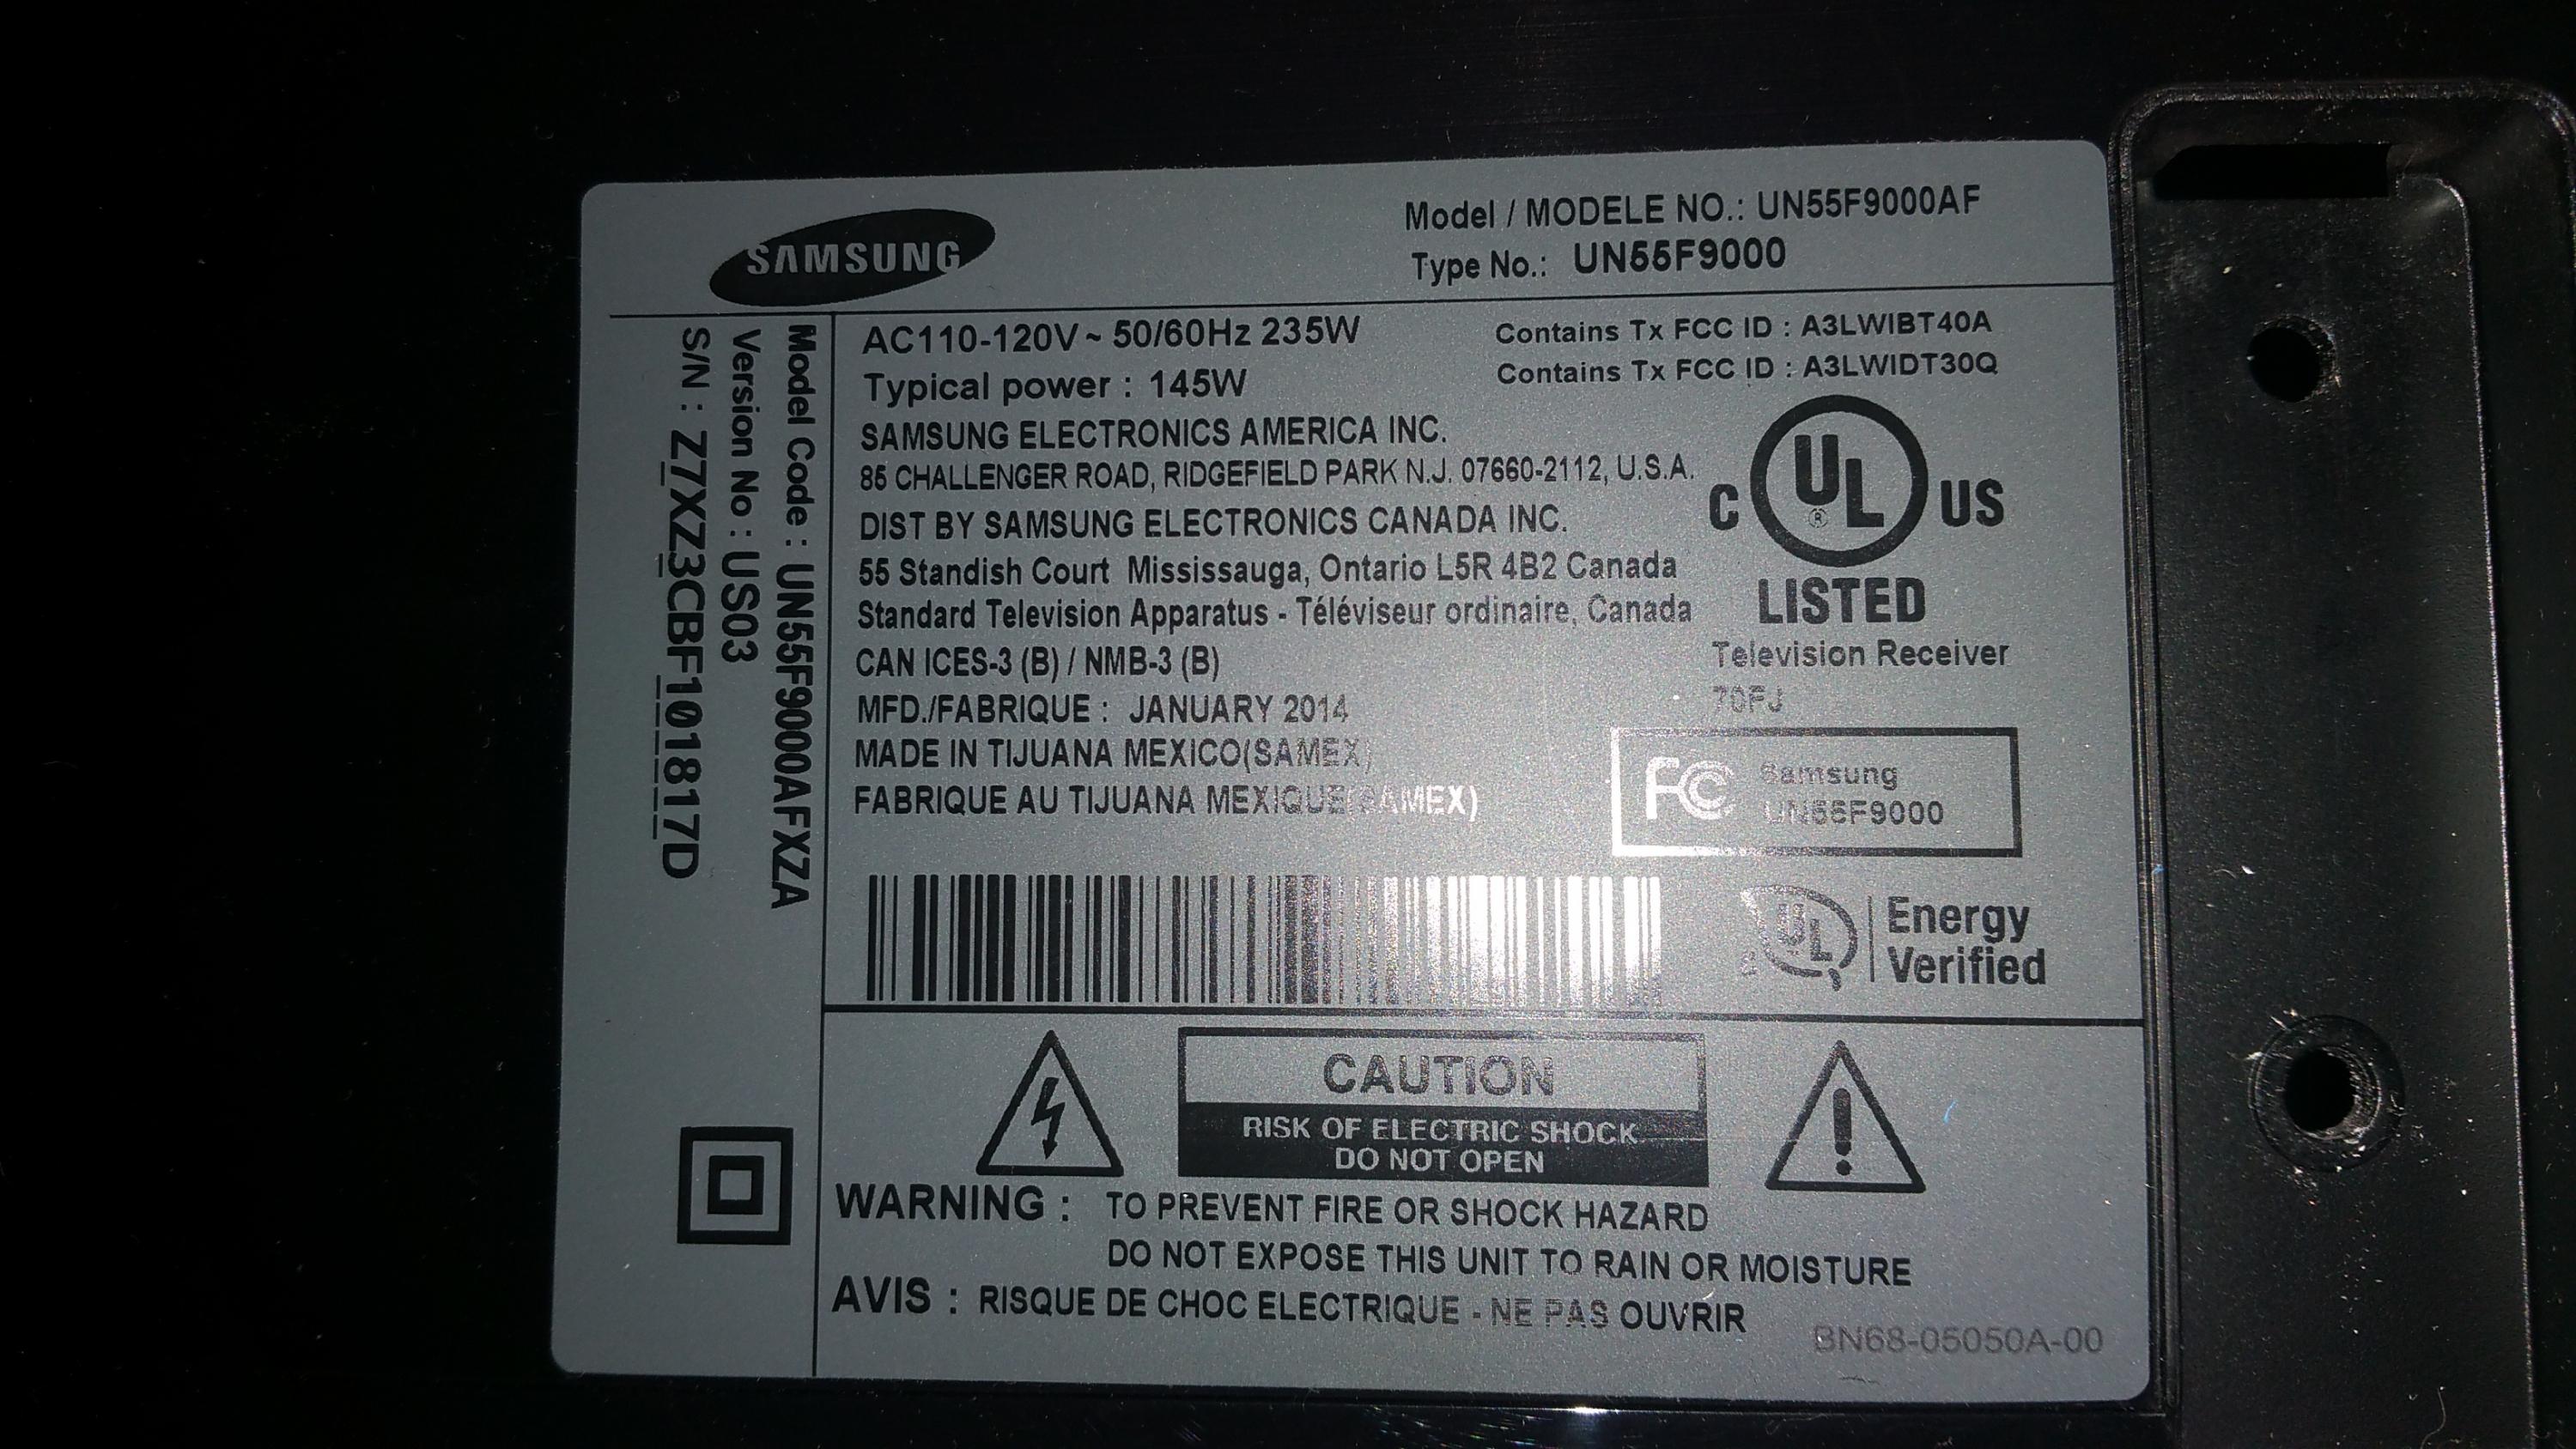 SAMSUNG
Model / MODELE NO.: UN55F9000AF
Type No.: UN55F9000
Model Code : UN55F9000AFXZA
Version No : US03
S/N : Z7XZ3CBF101817D
AC110-120V ~ 50/60Hz 235W
Typical power : 145W
Contains Tx FCC ID : A3LWIBT40A
Contains Tx FCC ID : A3LWIDT30Q
SAMSUNG ELECTRONICS AMERICA INC.
85 CHALLENGER ROAD, RIDGEFIELD PARK N.J. 07660-2112, U.S.A.
DIST BY SAMSUNG ELECTRONICS CANADA INC.
55 Standish Court Mississauga, Ontario L5R 4B2 Canada
Standard Television Apparatus - Téléviseur ordinaire, Canada
CAN ICES-3 (B) / NMB-3 (B)
MFD./FABRIQUE : JANUARY 2014
MADE IN TIJUANA MEXICO(SAMEX)
FABRIQUE AU TIJUANA MEXIQUE(SAMEX)
C UL ® US
LISTED
Television Receiver
70FJ
FC Samsung
UN55F9000
UL Energy
Verified
CAUTION
RISK OF ELECTRIC SHOCK
DO NOT OPEN
WARNING : TO PREVENT FIRE OR SHOCK HAZARD
DO NOT EXPOSE THIS UNIT TO RAIN OR MOISTURE
AVIS : RISQUE DE CHOC ELECTRIQUE - NE PAS OUVRIR
BN68-05050A-00